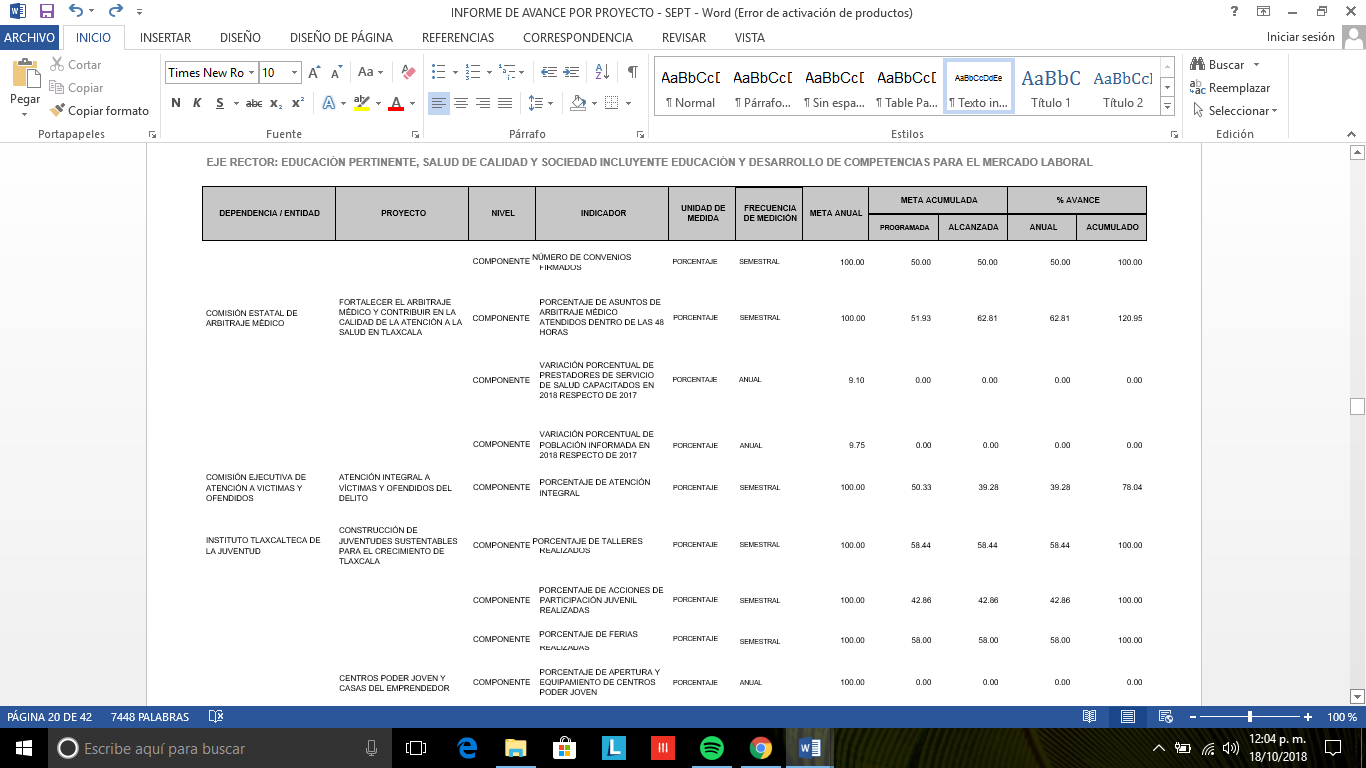 INFORME DE AVANCE POR PROYECTO - SEPT - Word (Error de activación de productos)
ARCHIVO INICIO INSERTAR DISEÑO DISEÑO DE PÁGINA REFERENCIAS CORRESPONDENCIA REVISAR VISTA Iniciar sesión
Pegar
Cortar
Copiar
Copiar formato
Portapapeles
Times New Ro 10
Fuente
Párrafo
AaBbCcD AaBbCcD AaBbCcD AaBbCcD AaBbCcDdEe AaBbC AaBbCcI
¶ Normal ¶ Párrafo... ¶ Sin espa... ¶ Table Pa... ¶ Texto in... Título 1 Título 2
Estilos
Buscar
Reemplazar
Seleccionar
Edición
EJE RECTOR: EDUCACIÓN PERTINENTE, SALUD DE CALIDAD Y SOCIEDAD INCLUYENTE EDUCACIÓN Y DESARROLLO DE COMPETENCIAS PARA EL MERCADO LABORAL
DEPENDENCIA / ENTIDAD PROYECTO NIVEL INDICADOR UNIDAD DE MEDIDA FRECUENCIA DE MEDICIÓN META ANUAL META ACUMULADA % AVANCE
PROGRAMADA ALCANZADA ANUAL ACUMULADO
COMPONENTE NÚMERO DE CONVENIOS FIRMADOS PORCENTAJE SEMESTRAL 100.00 50.00 50.00 50.00 100.00
COMISIÓN ESTATAL DE ARBITRAJE MÉDICO FORTALECER EL ARBITRAJE MÉDICO Y CONTRIBUIR EN LA CALIDAD DE LA ATENCIÓN A LA SALUD EN TLAXCALA COMPONENTE PORCENTAJE DE ASUNTOS DE ARBITRAJE MÉDICO ATENDIDOS DENTRO DE LAS 48 HORAS PORCENTAJE SEMESTRAL 100.00 51.93 62.81 62.81 120.95
COMPONENTE VARIACIÓN PORCENTUAL DE PRESTADORES DE SERVICIO DE SALUD CAPACITADOS EN 2018 RESPECTO DE 2017 PORCENTAJE ANUAL 9.10 0.00 0.00 0.00 0.00
COMPONENTE VARIACIÓN PORCENTUAL DE POBLACIÓN INFORMADA EN 2018 RESPECTO DE 2017 PORCENTAJE ANUAL 9.75 0.00 0.00 0.00 0.00
COMISIÓN EJECUTIVA DE ATENCIÓN A VICTIMAS Y OFENDIDOS ATENCIÓN INTEGRAL A VÍCTIMAS Y OFENDIDOS DEL DELITO COMPONENTE PORCENTAJE DE ATENCIÓN INTEGRAL PORCENTAJE SEMESTRAL 100.00 50.33 39.28 39.28 78.04
INSTITUTO TLAXCALTECA DE LA JUVENTUD CONSTRUCCIÓN DE JUVENTUDES SUSTENTABLES PARA EL CRECIMIENTO DE TLAXCALA COMPONENTE PORCENTAJE DE TALLERES REALIZADOS PORCENTAJE SEMESTRAL 100.00 58.44 58.44 58.44 100.00
COMPONENTE PORCENTAJE DE ACCIONES DE PARTICIPACIÓN JUVENIL REALIZADAS PORCENTAJE SEMESTRAL 100.00 42.86 42.86 42.86 100.00
COMPONENTE PORCENTAJE DE FERIAS REALIZADAS PORCENTAJE SEMESTRAL 100.00 58.00 58.00 58.00 100.00
CENTROS PODER JOVEN Y CASAS DEL EMPRENDEDOR COMPONENTE PORCENTAJE DE APERTURA Y EQUIPAMIENTO DE CENTROS PODER JOVEN PORCENTAJE ANUAL 100.00 0.00 0.00 0.00 0.00
PÁGINA 20 DE 42 7448 PALABRAS 100 %
Escribe aquí para buscar
12:04 p. m.
18/10/2018